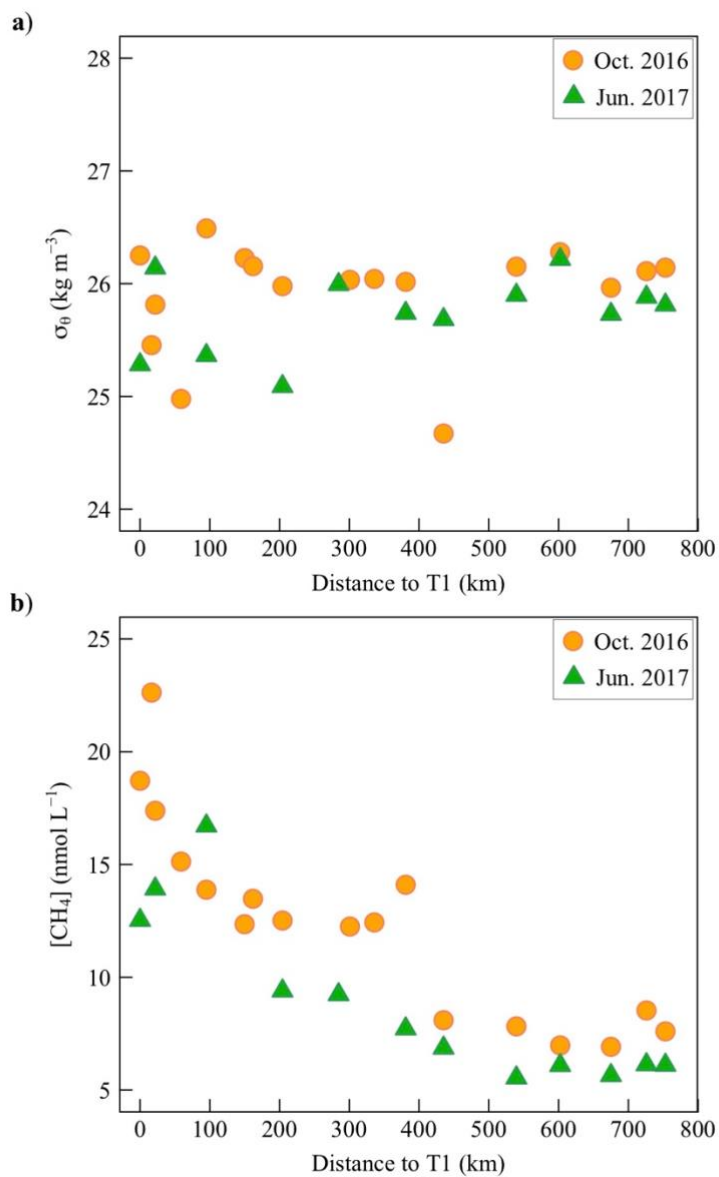 a)
28
27
26
25
24
σθ (kg m⁻³)
Oct. 2016
Jun. 2017
0 100 200 300 400 500 600 700 800
Distance to T1 (km)
b)
25
20
15
10
5
[CH₄] (nmol L⁻¹)
Oct. 2016
Jun. 2017
0 100 200 300 400 500 600 700 800
Distance to T1 (km)